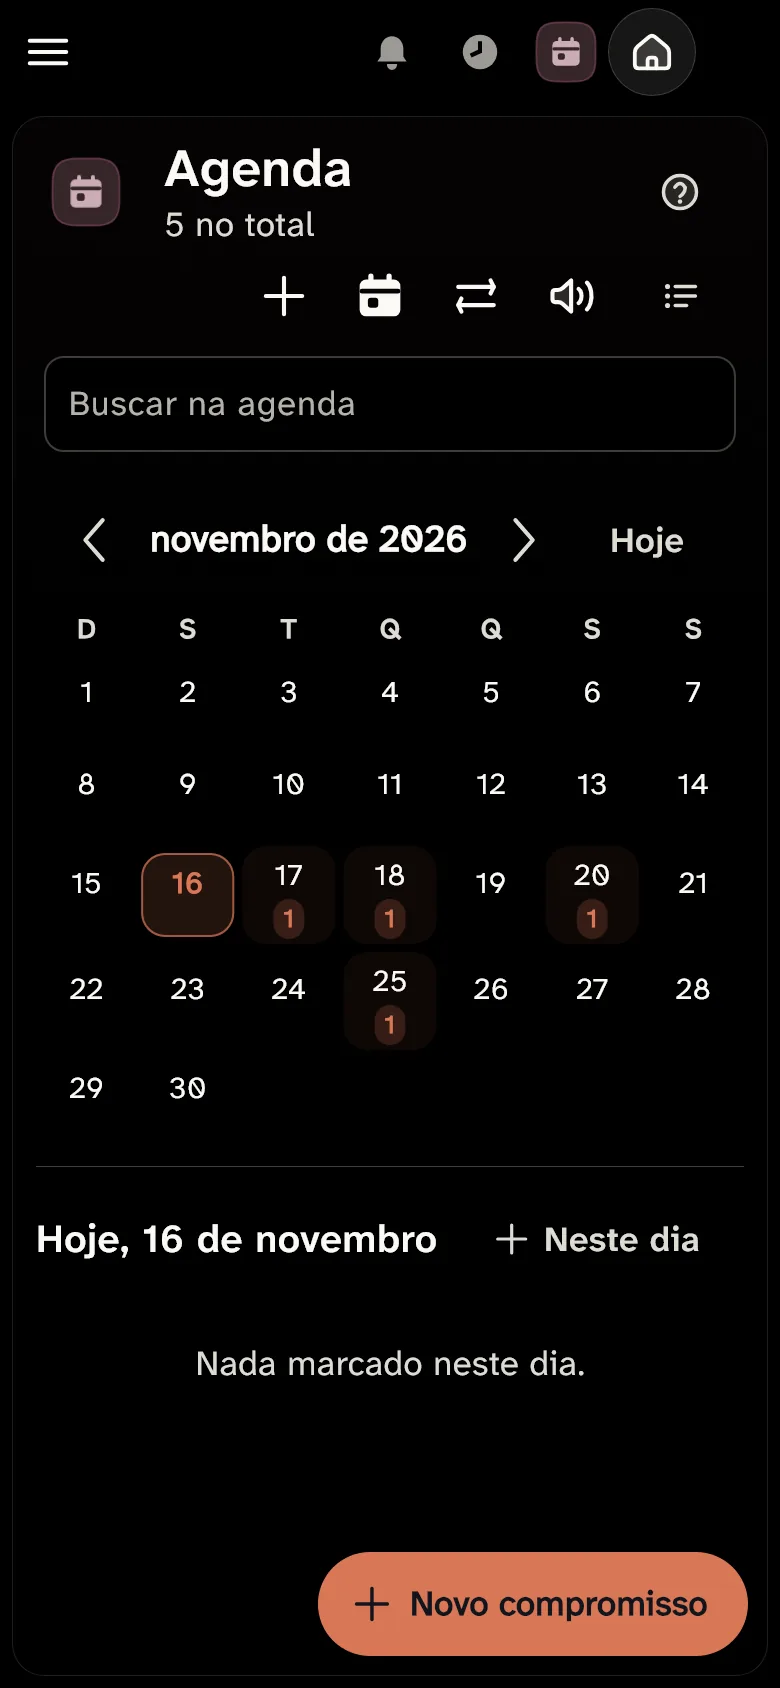 Agenda
5 no total
Buscar na agenda
novembro de 2026 Hoje
D S T Q Q S S
1 2 3 4 5 6 7
8 9 10 11 12 13 14
15 16 17 18 19 20 21
1 1 1
22 23 24 25 26 27 28
1
29 30
Hoje, 16 de novembro + Neste dia
Nada marcado neste dia.
+ Novo compromisso